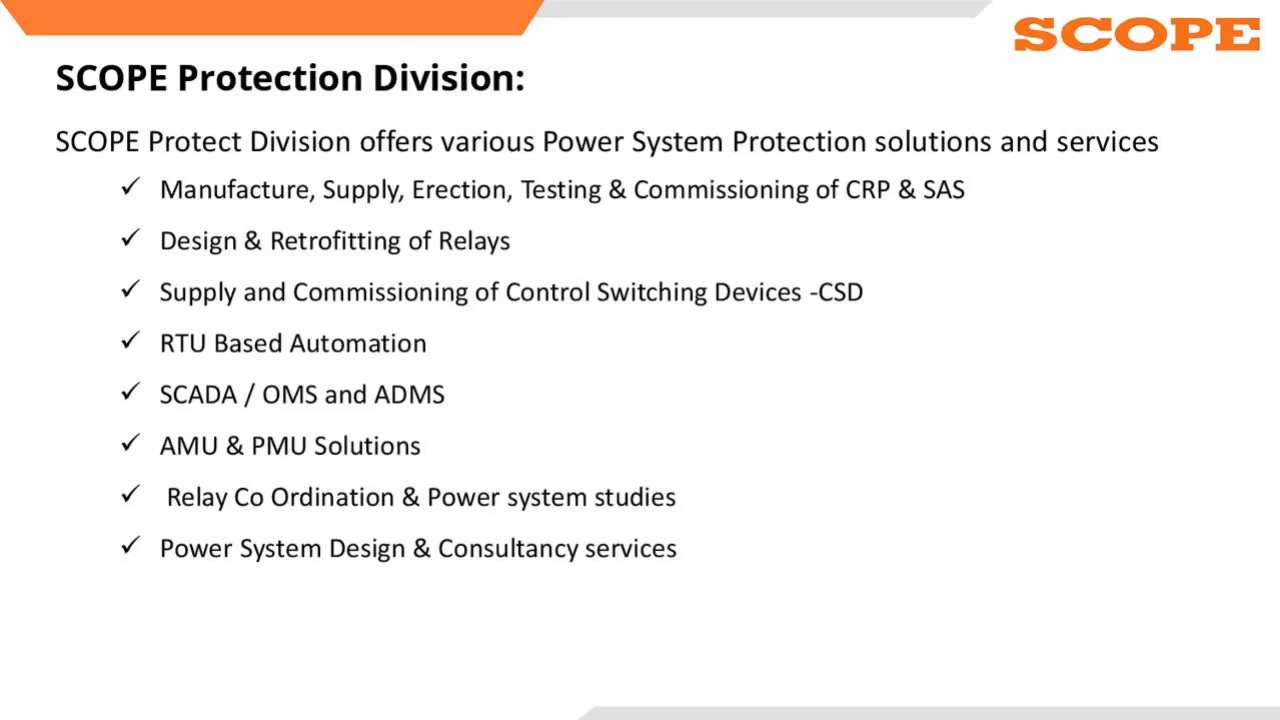 SCOPE
SCOPE Protection Division:
SCOPE Protect Division offers various Power System Protection solutions and services
✓ Manufacture, Supply, Erection, Testing & Commissioning of CRP & SAS
✓ Design & Retrofitting of Relays
✓ Supply and Commissioning of Control Switching Devices -CSD
✓ RTU Based Automation
✓ SCADA / OMS and ADMS
✓ AMU & PMU Solutions
✓ Relay Co Ordination & Power system studies
✓ Power System Design & Consultancy services